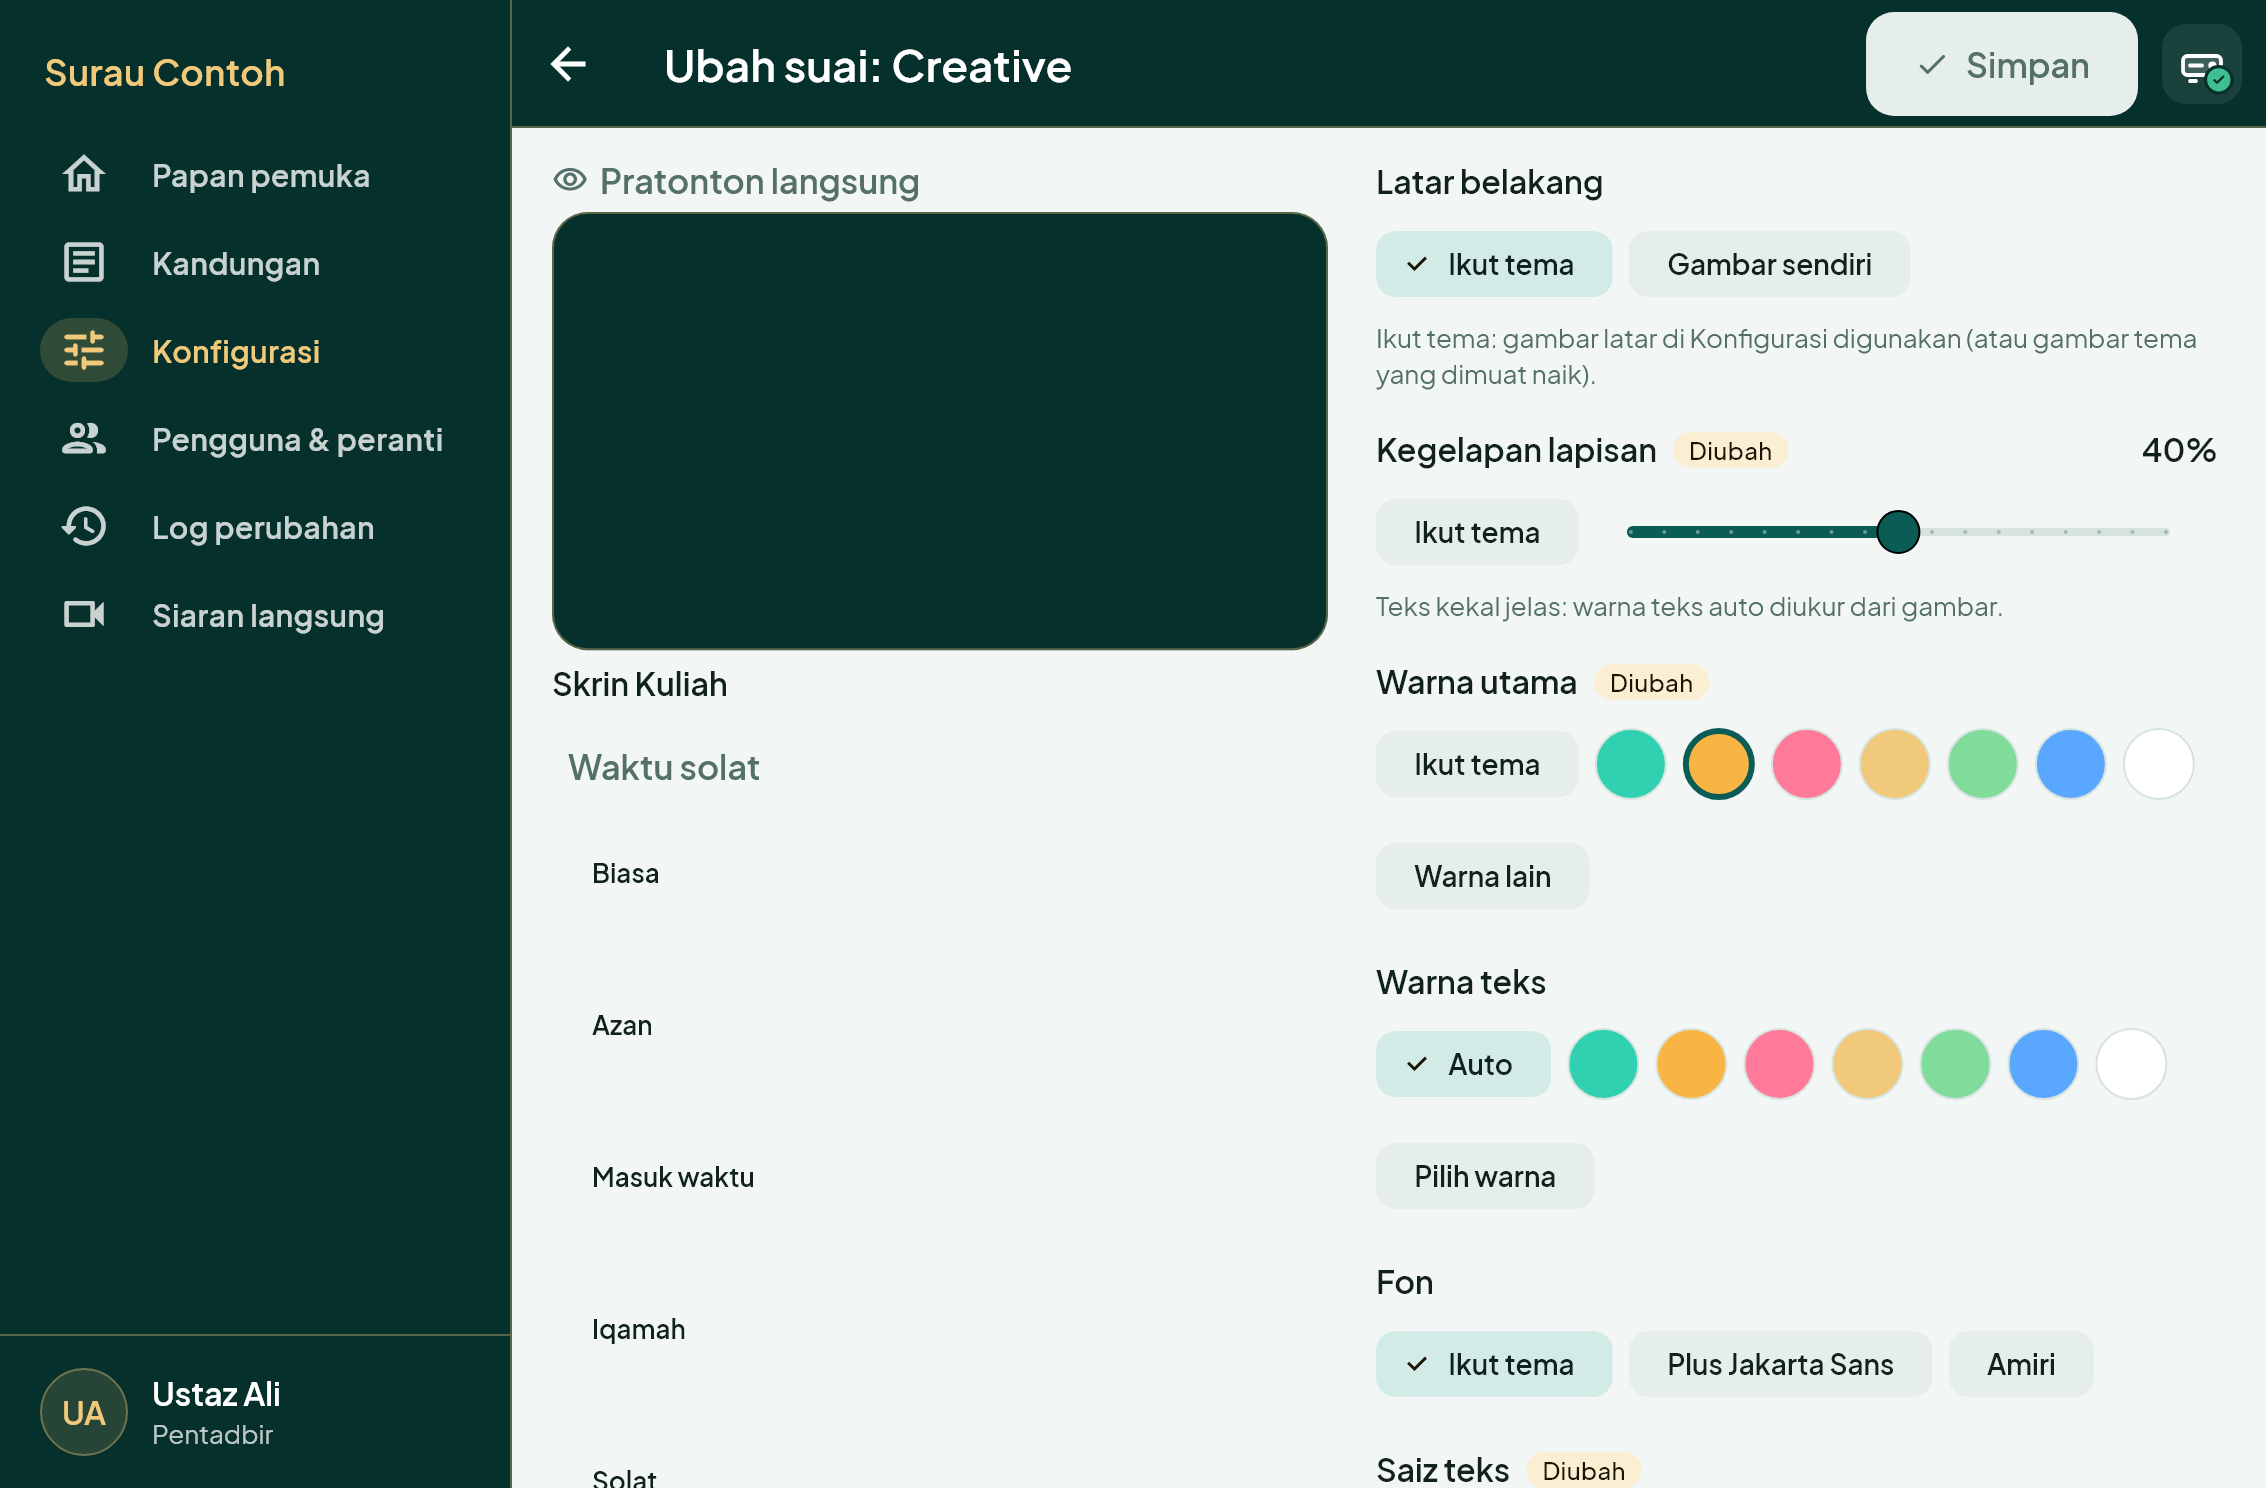 Surau Contoh
Papan pemuka
Kandungan
Konfigurasi
Pengguna & peranti
Log perubahan
Siaran langsung
UA
Ustaz Ali
Pentadbir
Ubah suai: Creative
Simpan
Pratonton langsung
Skrin Kuliah
Waktu solat
Biasa
Azan
Masuk waktu
Iqamah
Solat
Latar belakang
Ikut tema
Gambar sendiri
Ikut tema: gambar latar di Konfigurasi digunakan (atau gambar tema
yang dimuat naik).
Kegelapan lapisan
Diubah
40%
Ikut tema
Teks kekal jelas: warna teks auto diukur dari gambar.
Warna utama
Diubah
Ikut tema
Warna lain
Warna teks
Auto
Pilih warna
Fon
Ikut tema
Plus Jakarta Sans
Amiri
Saiz teks
Diubah